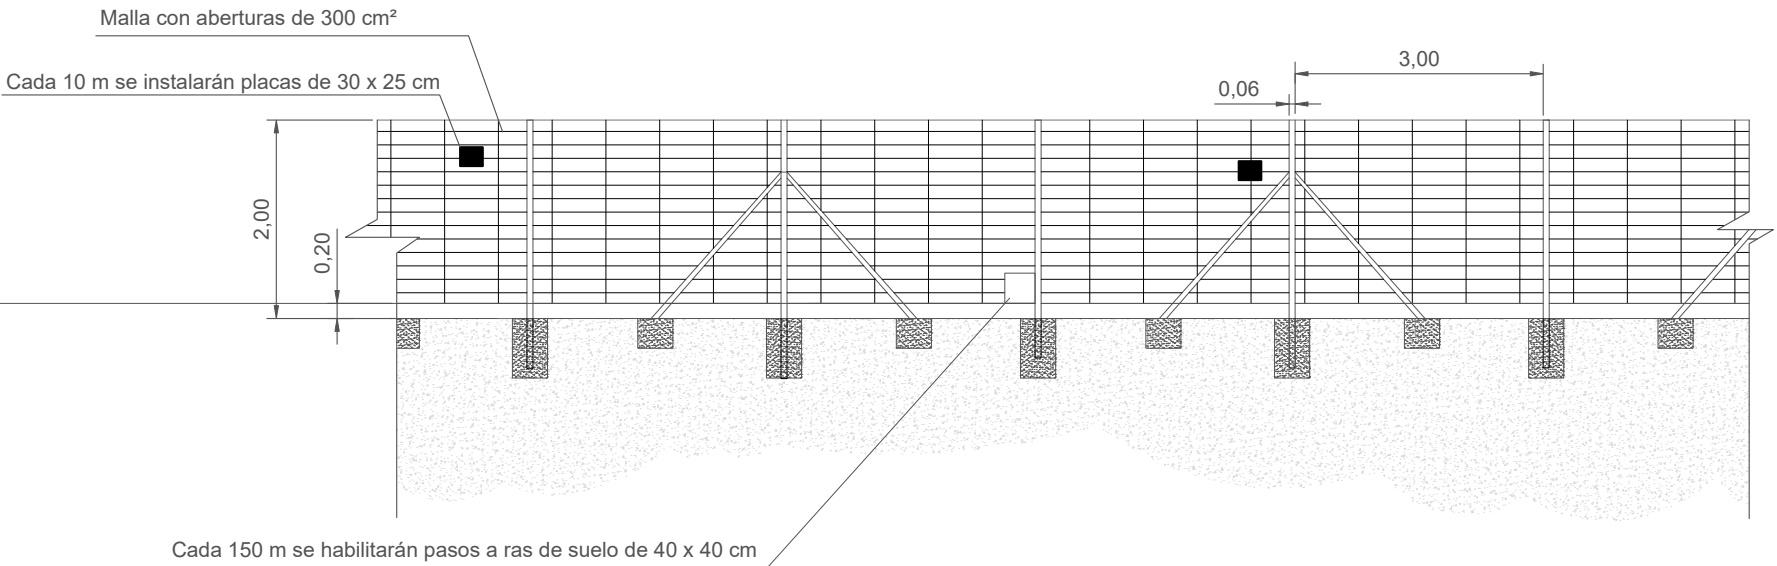 Malla con aberturas de 300 cm²
Cada 10 m se instalarán placas de 30 x 25 cm
3,00
0,06
2,00
0,20
Cada 150 m se habilitarán pasos a ras de suelo de 40 x 40 cm